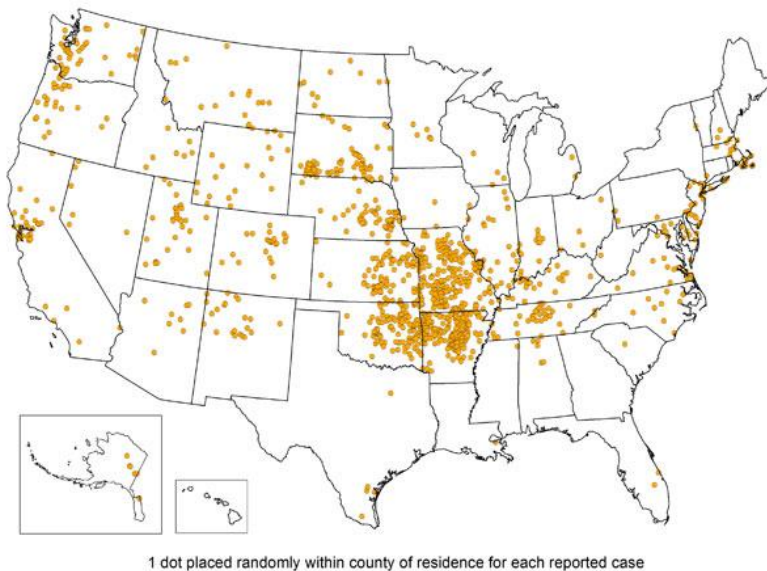 1 dot placed randomly within county of residence for each reported case